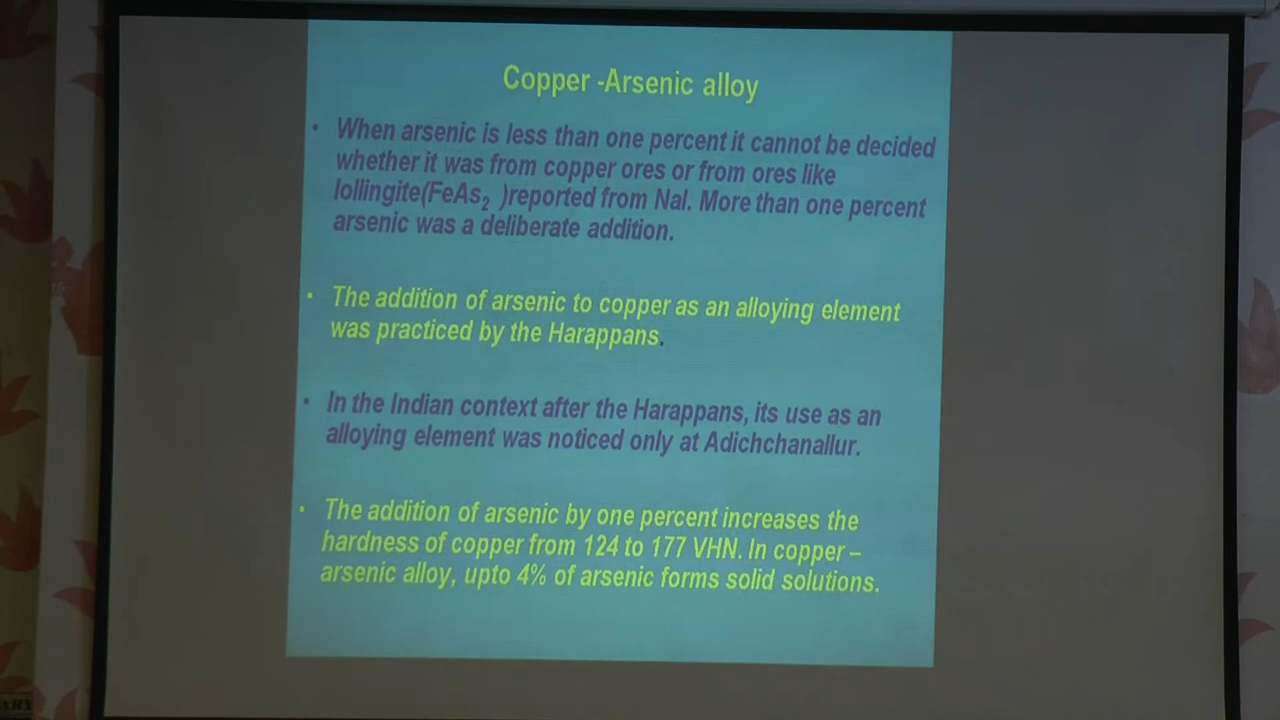 Copper -Arsenic alloy
• When arsenic is less than one percent it cannot be decided
whether it was from copper ores or from ores like
lollingite(FeAs₂ )reported from Nal. More than one percent
arsenic was a deliberate addition.
• The addition of arsenic to copper as an alloying element
was practiced by the Harappans.
• In the Indian context after the Harappans, its use as an
alloying element was noticed only at Adichchanallur.
• The addition of arsenic by one percent increases the
hardness of copper from 124 to 177 VHN. In copper –
arsenic alloy, upto 4% of arsenic forms solid solutions.